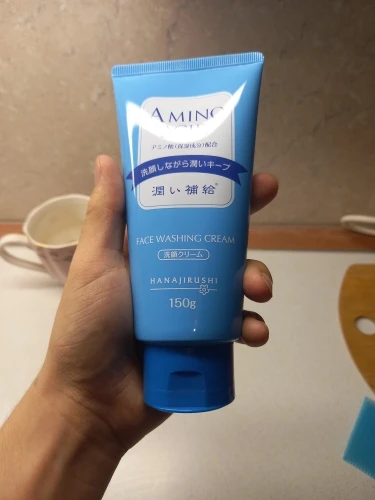 AMINO
アミノ酸(保湿成分)配合
洗顔しながら潤いキープ
潤い補給
FACE WASHING CREAM
洗顔クリーム
HANAJIRUSHI
150g